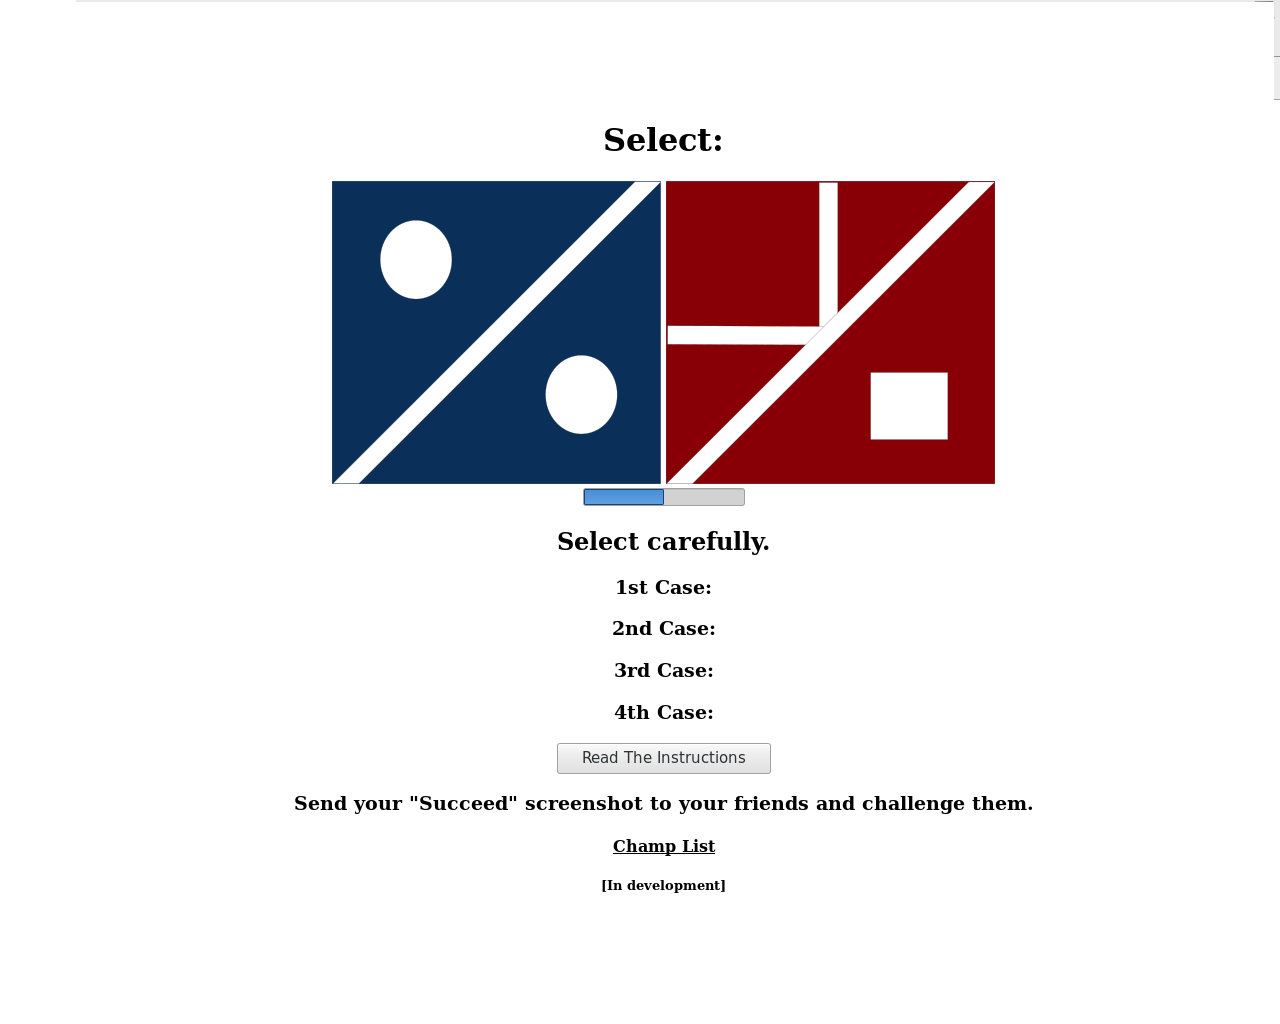 Select:
Select carefully.
1st Case:
2nd Case:
3rd Case:
4th Case:
Read The Instructions
Send your "Succeed" screenshot to your friends and challenge them.
Champ List
[In development]